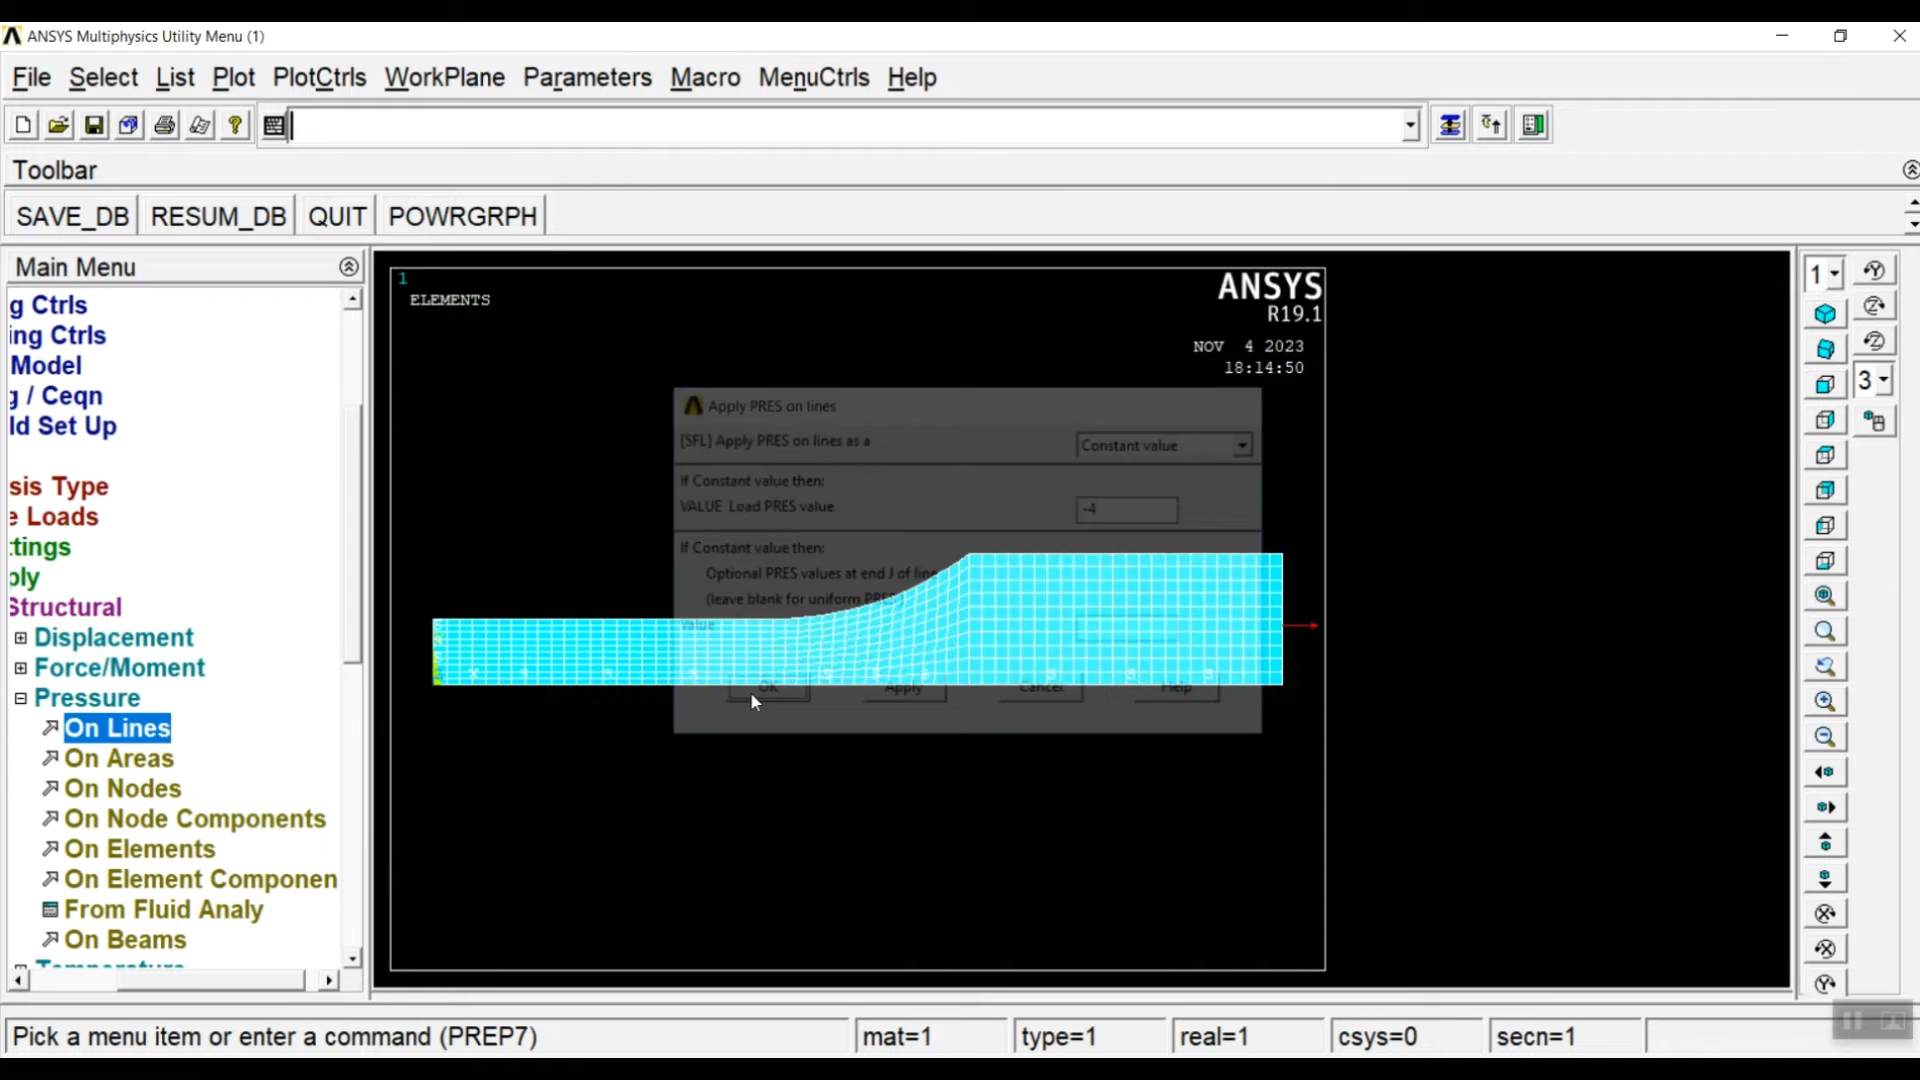 ANSYS Multiphysics Utility Menu (1)
File Select List Plot PlotCtrls WorkPlane Parameters Macro MenuCtrls Help
Toolbar
SAVE_DB RESUM_DB QUIT POWRGRPH
Main Menu
g Ctrls
ing Ctrls
Model
g / Ceqn
ld Set Up
sis Type
e Loads
ttings
ply
Structural
Displacement
Force/Moment
Pressure
On Lines
On Areas
On Nodes
On Node Components
On Elements
On Element Componen
From Fluid Analy
On Beams
Temperature
1
ELEMENTS
ANSYS
R19.1
NOV 4 2023
18:14:50
Apply PRES on lines
[SFL] Apply PRES on lines as a
Constant value
If Constant value then:
VALUE Load PRES value
-4
If Constant value then:
Optional PRES values at end J of line
(leave blank for uniform PRES)
Value
OK Apply Cancel Help
1
3
Pick a menu item or enter a command (PREP7)
mat=1
type=1
real=1
csys=0
secn=1